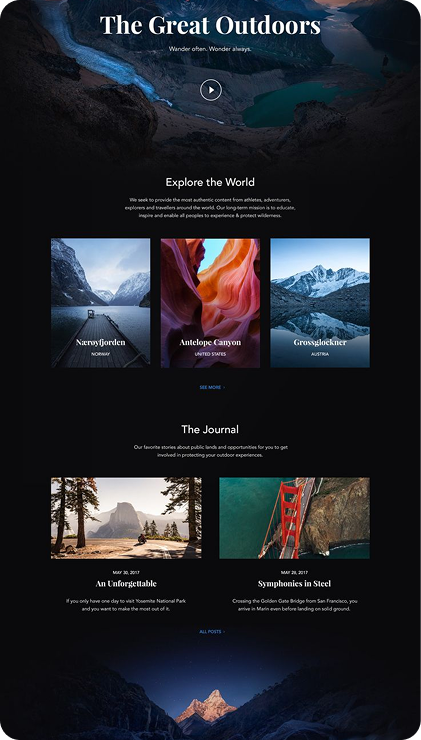 The Great Outdoors
Wander often. Wonder always.
Explore the World
We seek to provide the most authentic content from athletes, adventurers,
explorers and travellers around the world. Our long-term mission is to educate,
inspire and enable all peoples to experience & protect wilderness.
Nærøyfjorden
NORWAY
Antelope Canyon
UNITED STATES
Grossglockner
AUSTRIA
SEE MORE ›
The Journal
Our favorite stories about public lands and opportunities for you to get
involved in protecting your outdoor experiences.
MAY 30, 2017
An Unforgettable
If you only have one day to visit Yosemite National Park
and you want to make the most out of it.
MAY 26, 2017
Symphonies in Steel
Crossing the Golden Gate Bridge from San Francisco, you
arrive in Marin even before landing on solid ground.
ALL POSTS ›